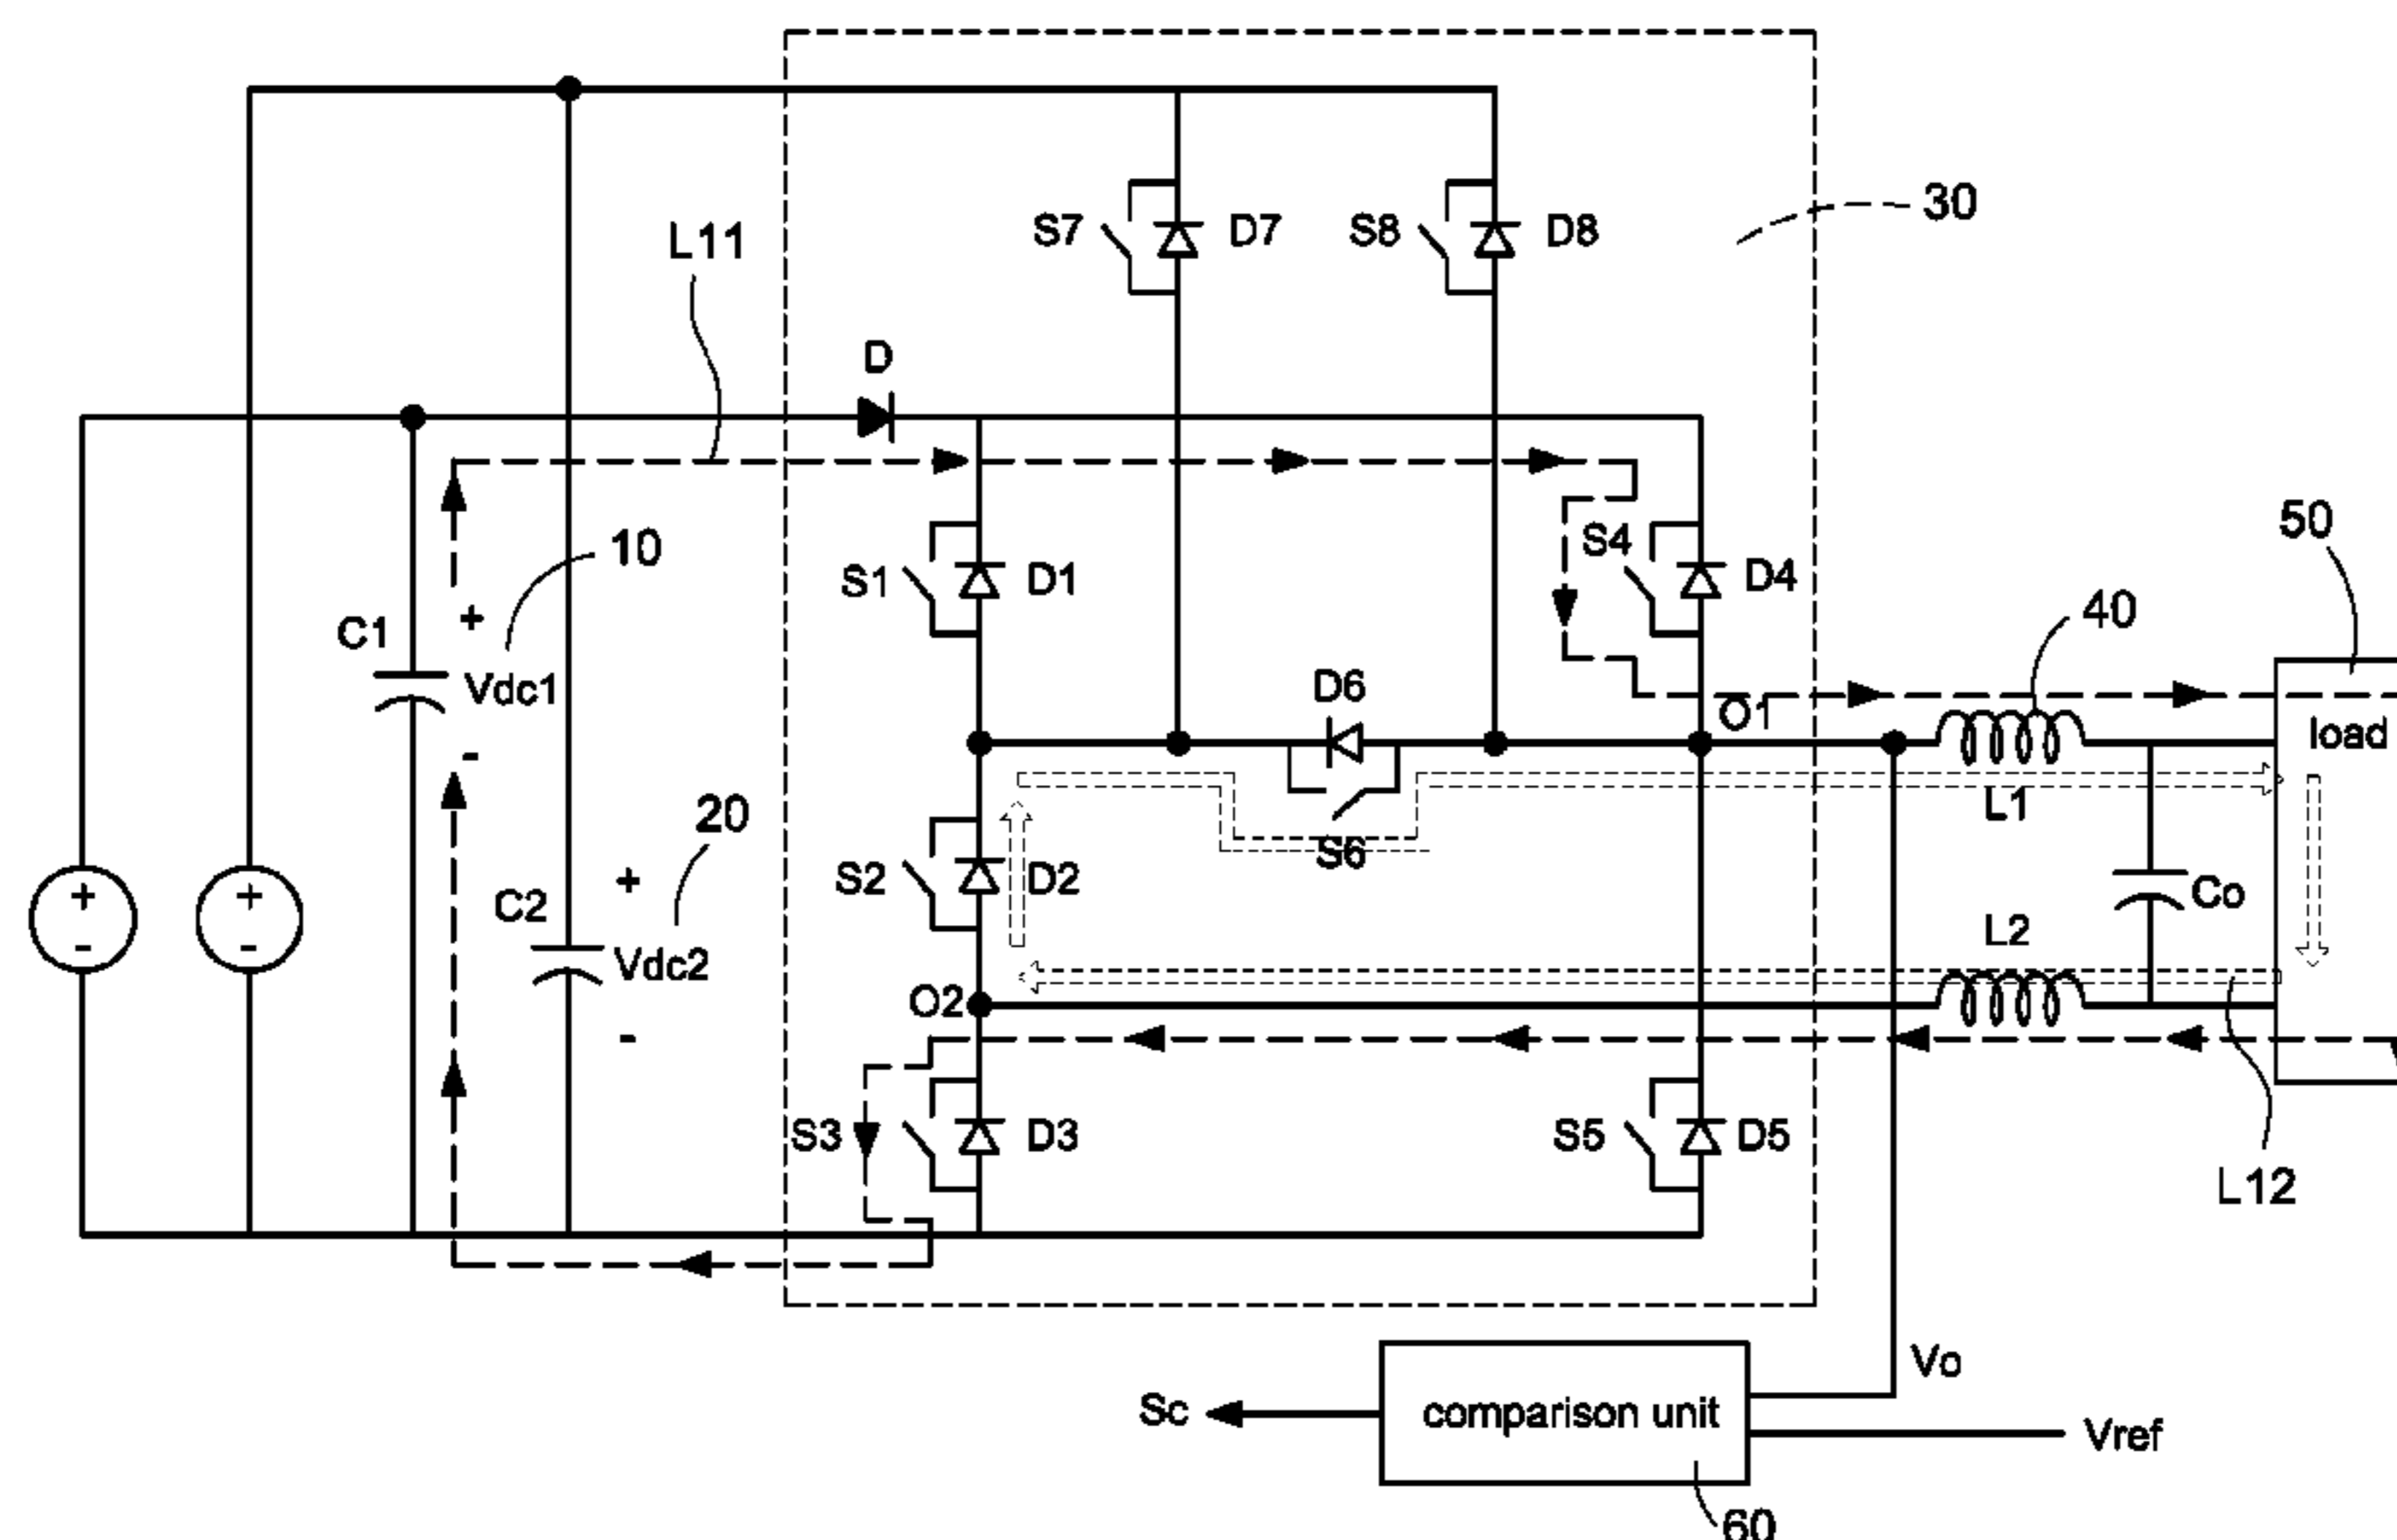 S7
D7
S8
D8
30
L11
D
50
10
S4
S1
D1
D4
40
C1
+
Vdc1
D6
O1
load
-
20
L1
S6
S2
D2
+
+
C2
+
Co
-
-
Vdc2
L2
O2
-
S3
D3
S5
D5
L12
Vo
Sc
comparison unit
Vref
60